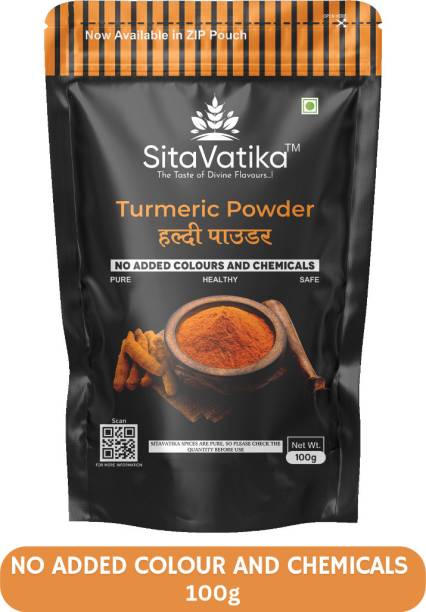 OPEN HERE
Now Available in ZIP Pouch
SitaVatika™
The Taste of Divine Flavours..!
Turmeric Powder
हल्दी पाउडर
NO ADDED COLOURS AND CHEMICALS
PURE HEALTHY SAFE
Scan
FOR MORE INFORMATION
SITAVATIKA SPICES ARE PURE, SO PLEASE CHECK THE
QUANTITY BEFORE USE
Net Wt.
100g
NO ADDED COLOUR AND CHEMICALS
100g